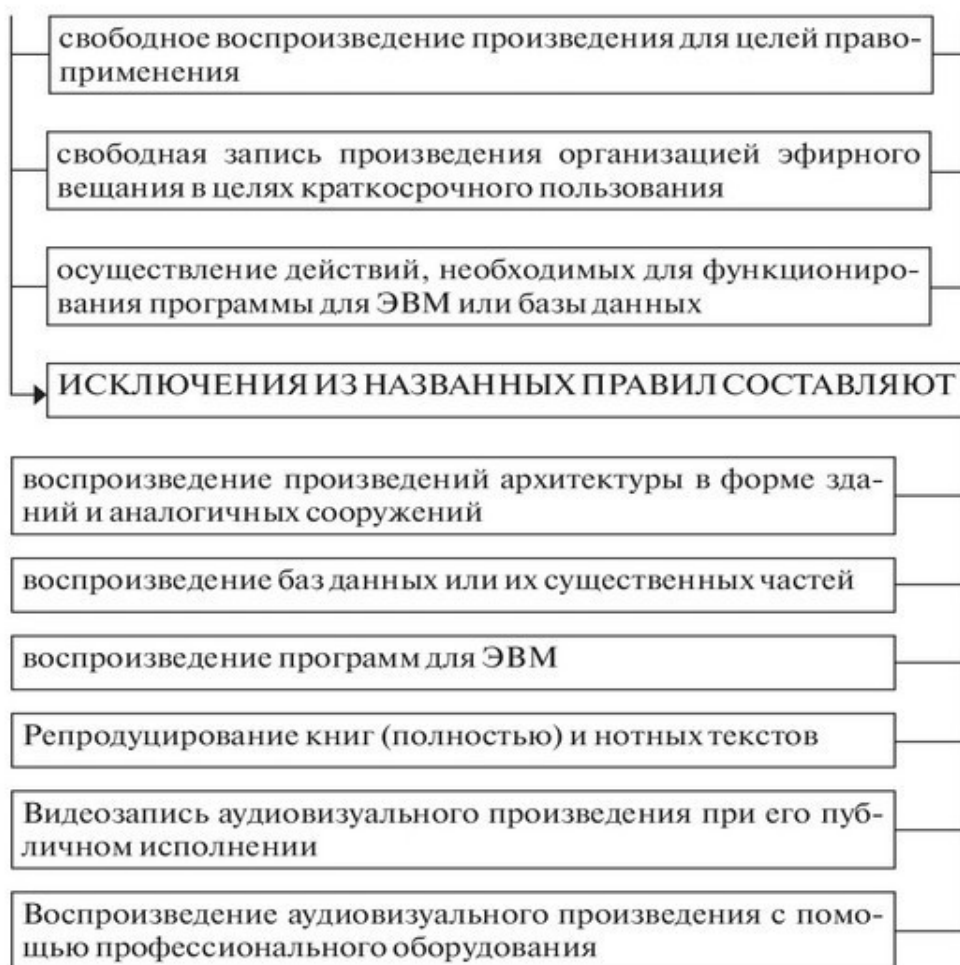 свободное воспроизведение произведения для целей право-
применения
свободная запись произведения организацией эфирного
вещания в целях краткосрочного пользования
осуществление действий, необходимых для функциониро-
вания программы для ЭВМ или базы данных
ИСКЛЮЧЕНИЯ ИЗ НАЗВАННЫХ ПРАВИЛ СОСТАВЛЯЮТ
воспроизведение произведений архитектуры в форме зда-
ний и аналогичных сооружений
воспроизведение баз данных или их существенных частей
воспроизведение программ для ЭВМ
Репродуцирование книг (полностью) и нотных текстов
Видеозапись аудиовизуального произведения при его пуб-
личном исполнении
Воспроизведение аудиовизуального произведения с помо-
щью профессионального оборудования